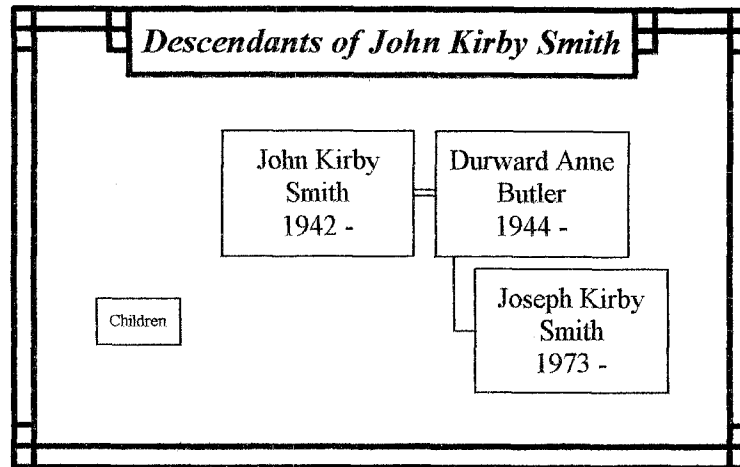 Descendants of John Kirby Smith
John Kirby
Smith
1942 -
Durward Anne
Butler
1944 -
Children
Joseph Kirby
Smith
1973 -